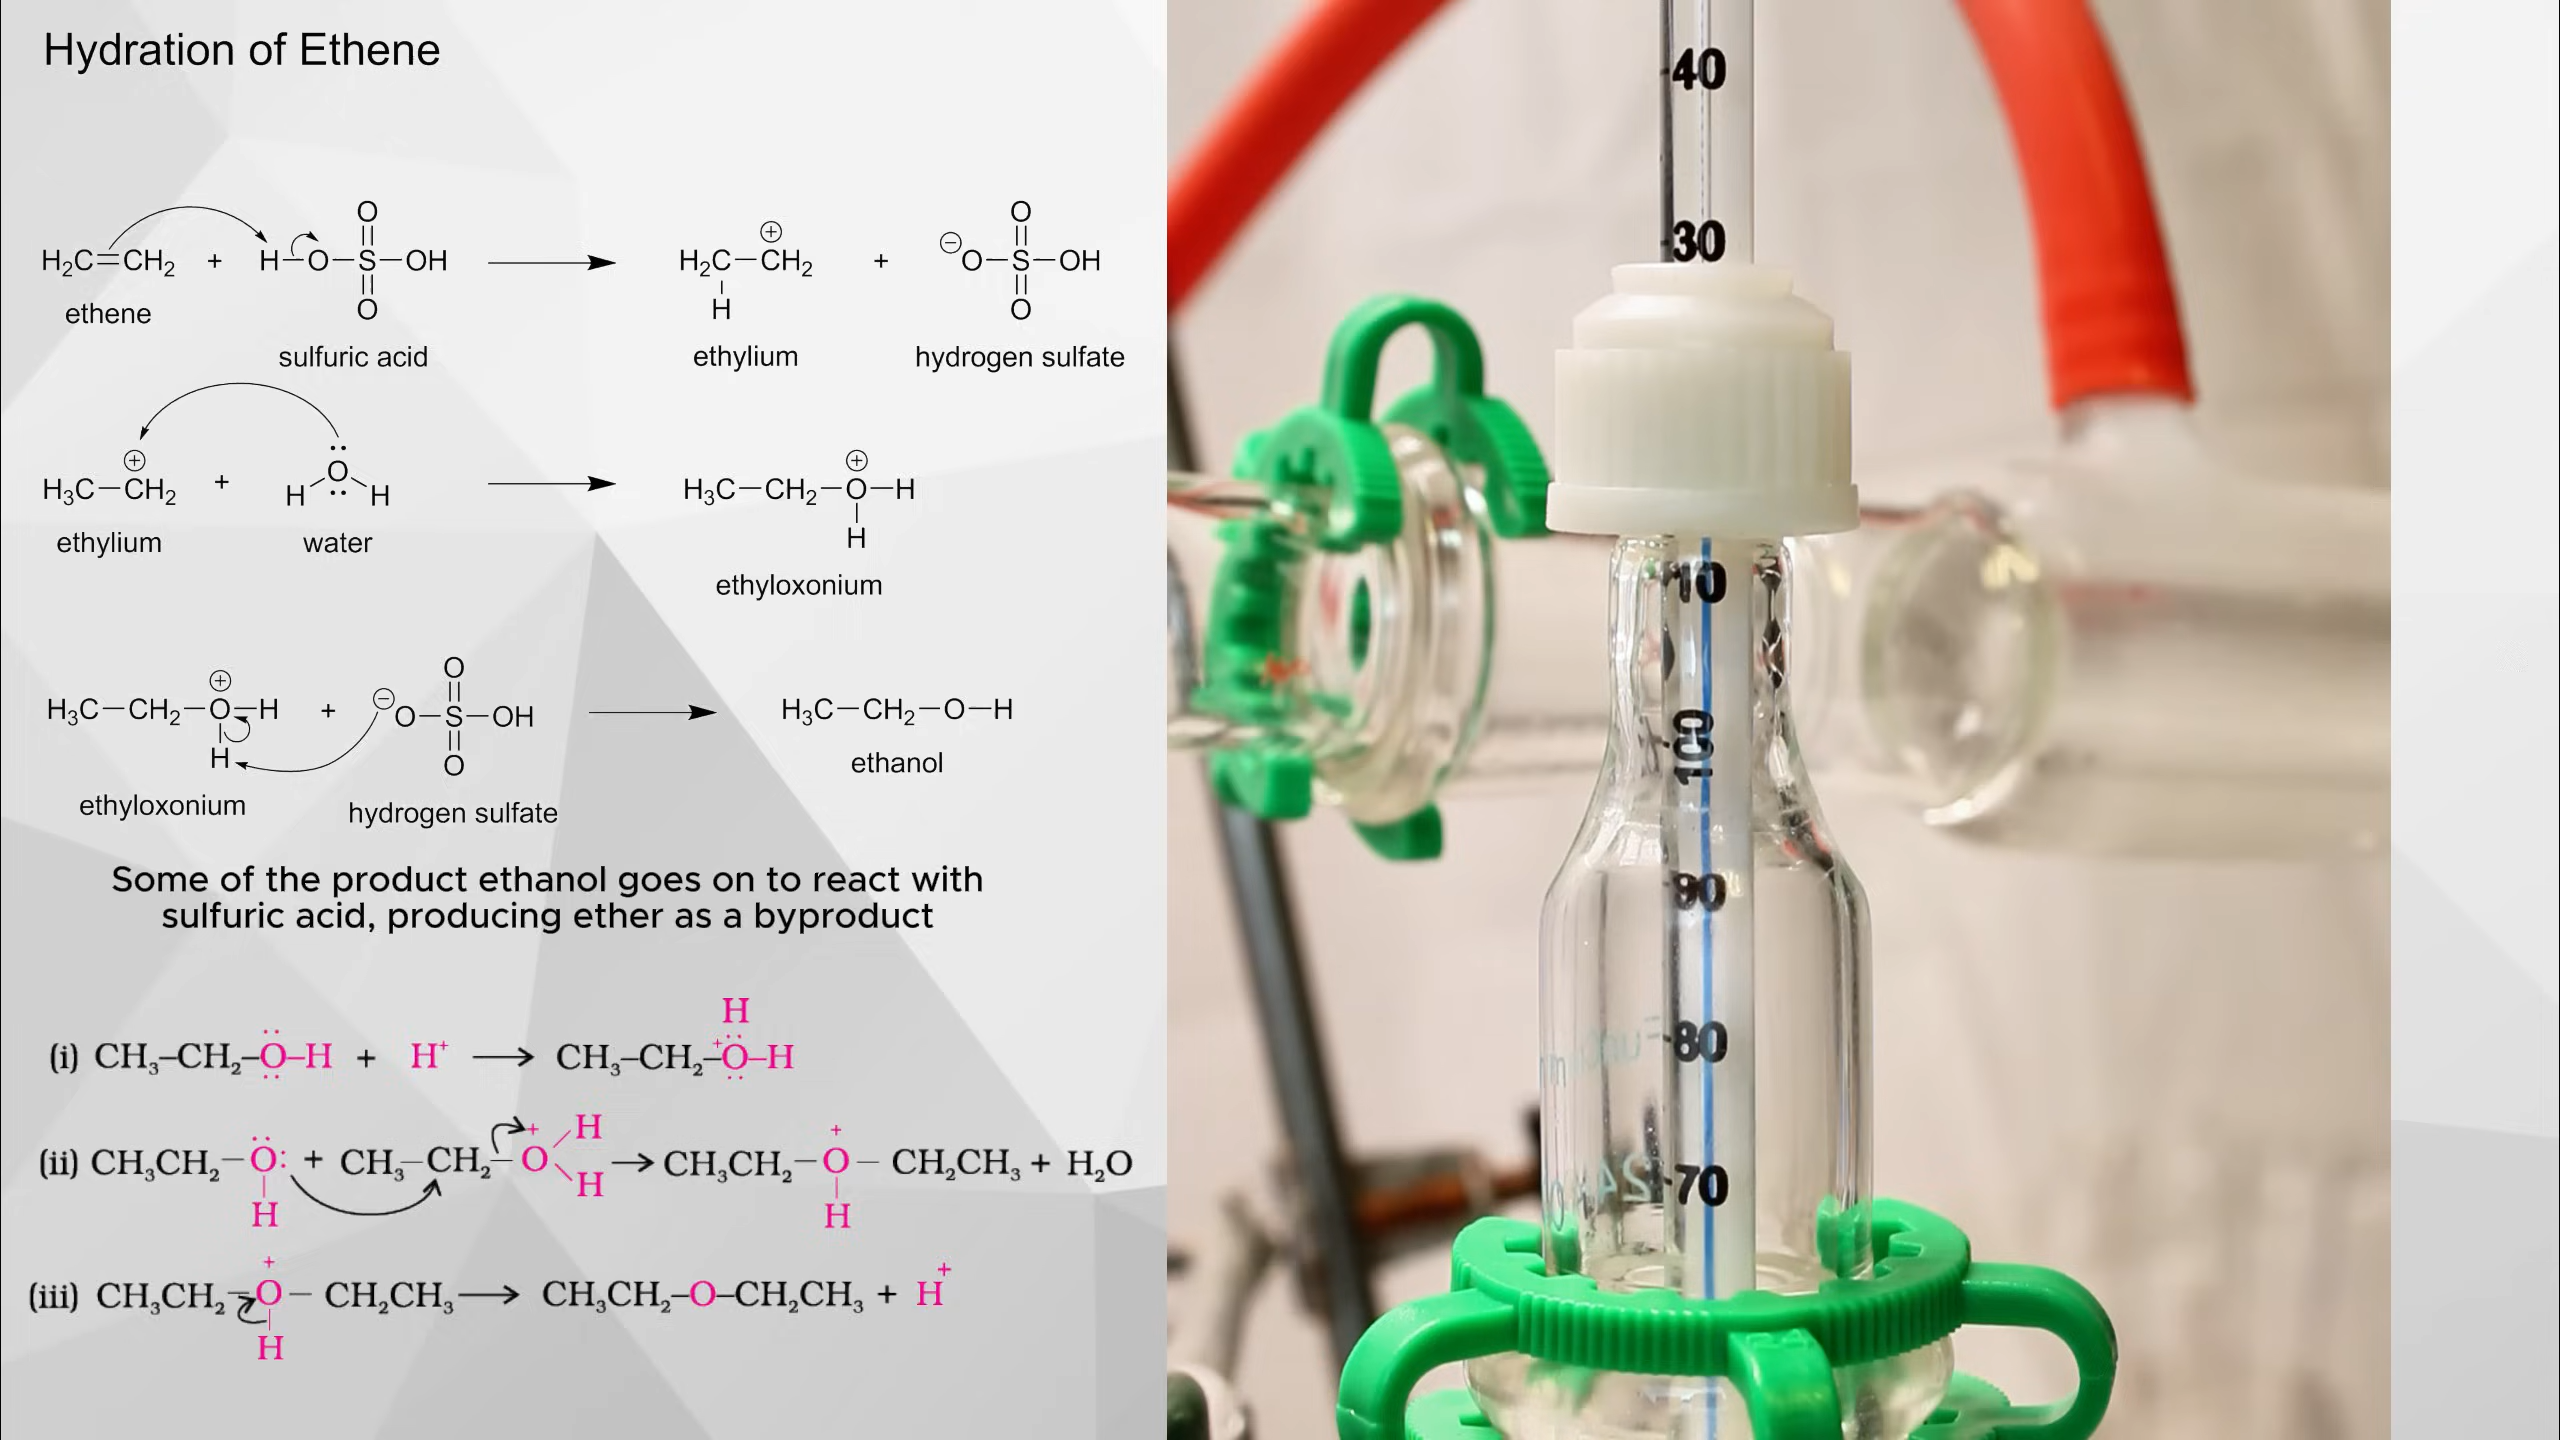 Hydration of Ethene
H₂C=CH₂ + H–O–S(=O)(=O)–OH → H₂C(–H)–CH₂⊕ + ⊖O–S(=O)(=O)–OH
ethene
sulfuric acid
ethylium
hydrogen sulfate
H₃C–CH₂⊕ + H–Ö–H → H₃C–CH₂–O⊕(–H)–H
ethylium
water
ethyloxonium
H₃C–CH₂–O⊕(–H)–H + ⊖O–S(=O)(=O)–OH → H₃C–CH₂–O–H
ethyloxonium
hydrogen sulfate
ethanol
Some of the product ethanol goes on to react with
sulfuric acid, producing ether as a byproduct
(i) CH₃–CH₂–O–H + H⁺ → CH₃–CH₂–O⁺(–H)–H
(ii) CH₃CH₂–O(–H): + CH₃–CH₂–O⁺(–H)–H → CH₃CH₂–O⁺(–H)–CH₂CH₃ + H₂O
(iii) CH₃CH₂–O⁺(–H)–CH₂CH₃ → CH₃CH₂–O–CH₂CH₃ + H⁺
40
30
10
100
90
80
70